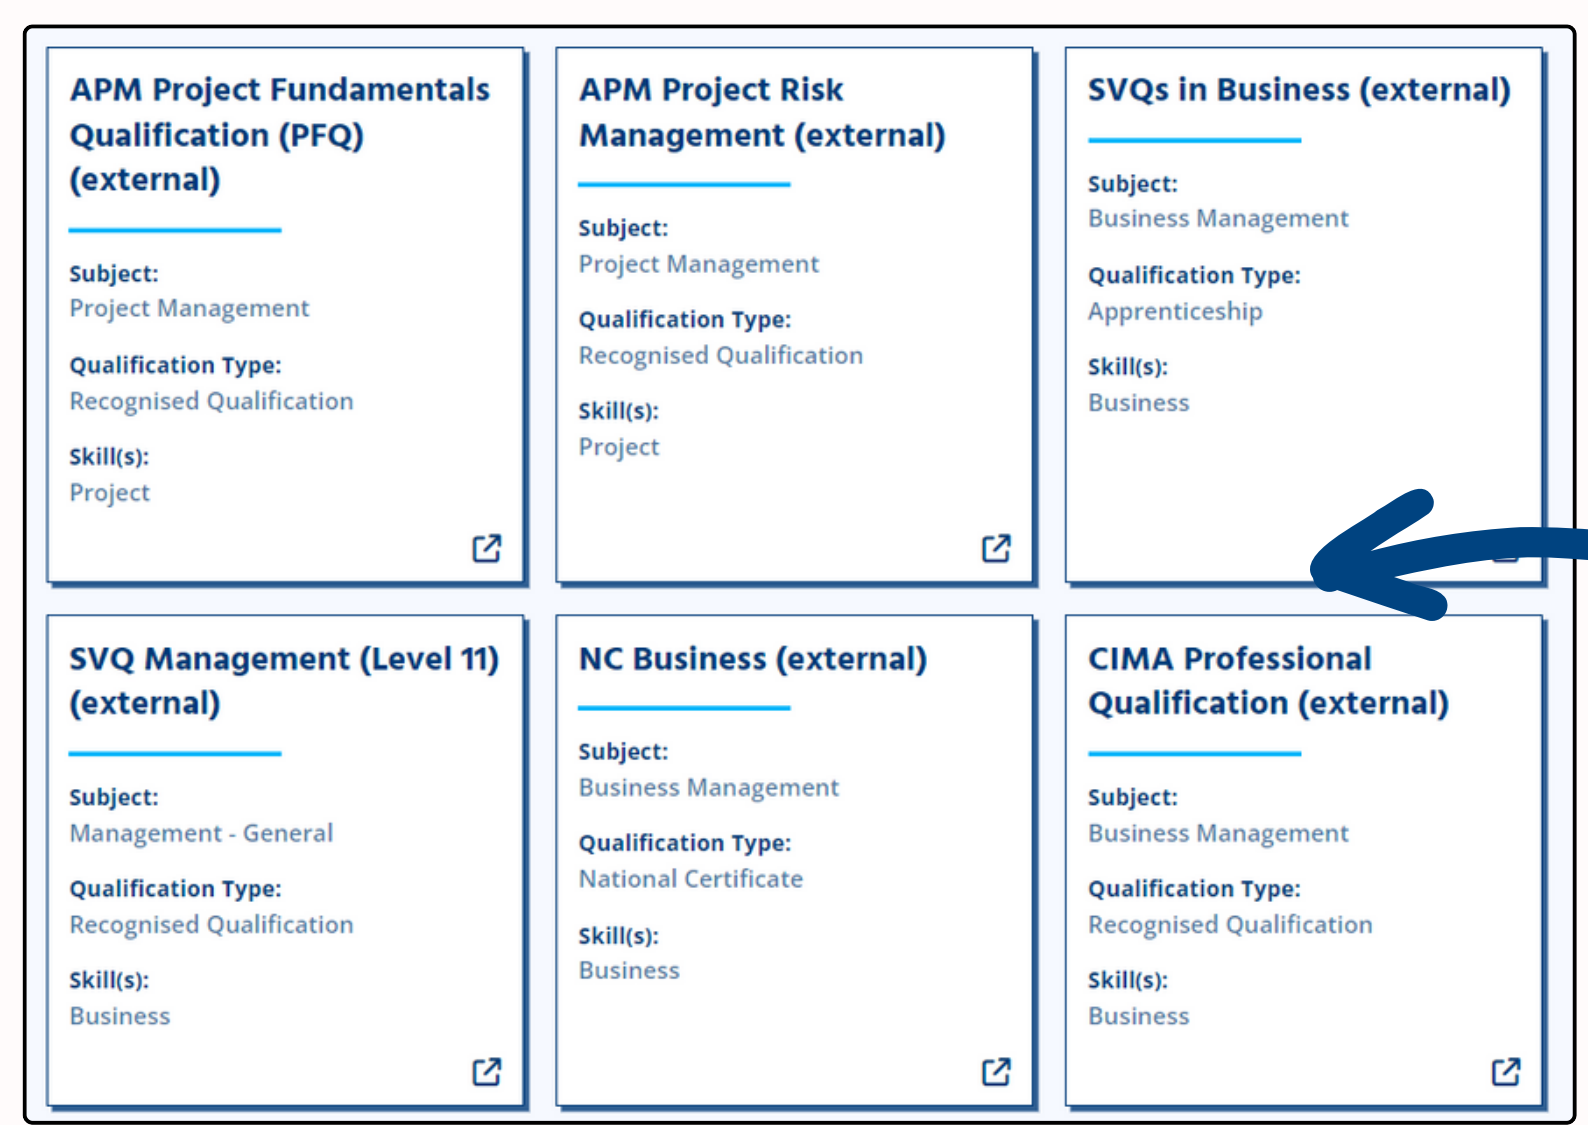 APM Project Fundamentals
Qualification (PFQ)
(external)
Subject:
Project Management
Qualification Type:
Recognised Qualification
Skill(s):
Project
APM Project Risk
Management (external)
Subject:
Project Management
Qualification Type:
Recognised Qualification
Skill(s):
Project
SVQs in Business (external)
Subject:
Business Management
Qualification Type:
Apprenticeship
Skill(s):
Business
SVQ Management (Level 11)
(external)
Subject:
Management - General
Qualification Type:
Recognised Qualification
Skill(s):
Business
NC Business (external)
Subject:
Business Management
Qualification Type:
National Certificate
Skill(s):
Business
CIMA Professional
Qualification (external)
Subject:
Business Management
Qualification Type:
Recognised Qualification
Skill(s):
Business